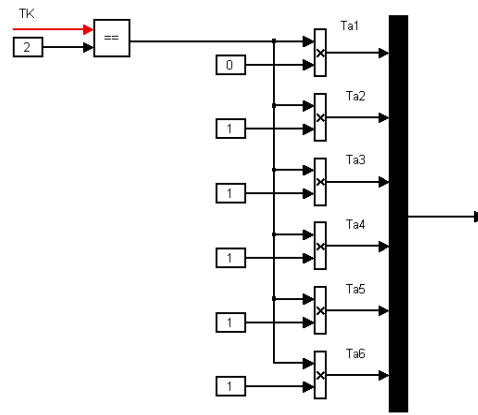 TK
2
==
Ta1
0
×
Ta2
1
×
Ta3
1
×
Ta4
1
×
Ta5
1
×
Ta6
1
×